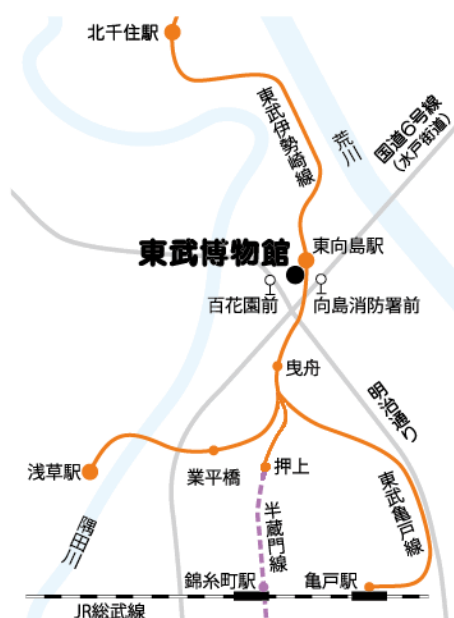 北千住駅
東武伊勢崎線
荒川
国道6号線
(水戸街道)
東武博物館
東向島駅
百花園前
向島消防署前
曳舟
明治通り
浅草駅
業平橋
押上
東武亀戸線
隅田川
半蔵門線
錦糸町駅
亀戸駅
JR総武線